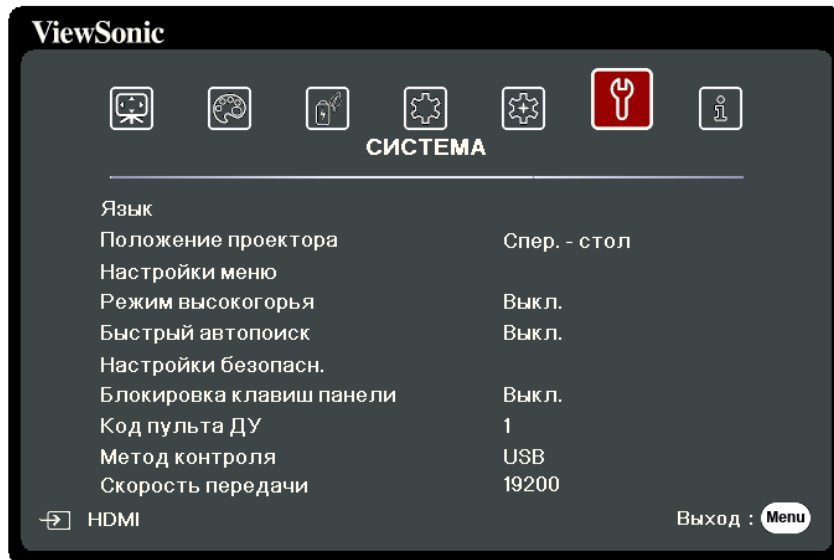 ViewSonic
СИСТЕМА
Язык
Положение проектора Спер. - стол
Настройки меню
Режим высокогорья Выкл.
Быстрый автопоиск Выкл.
Настройки безопасн.
Блокировка клавиш панели Выкл.
Код пульта ДУ 1
Метод контроля USB
Скорость передачи 19200
HDMI Выход : Menu